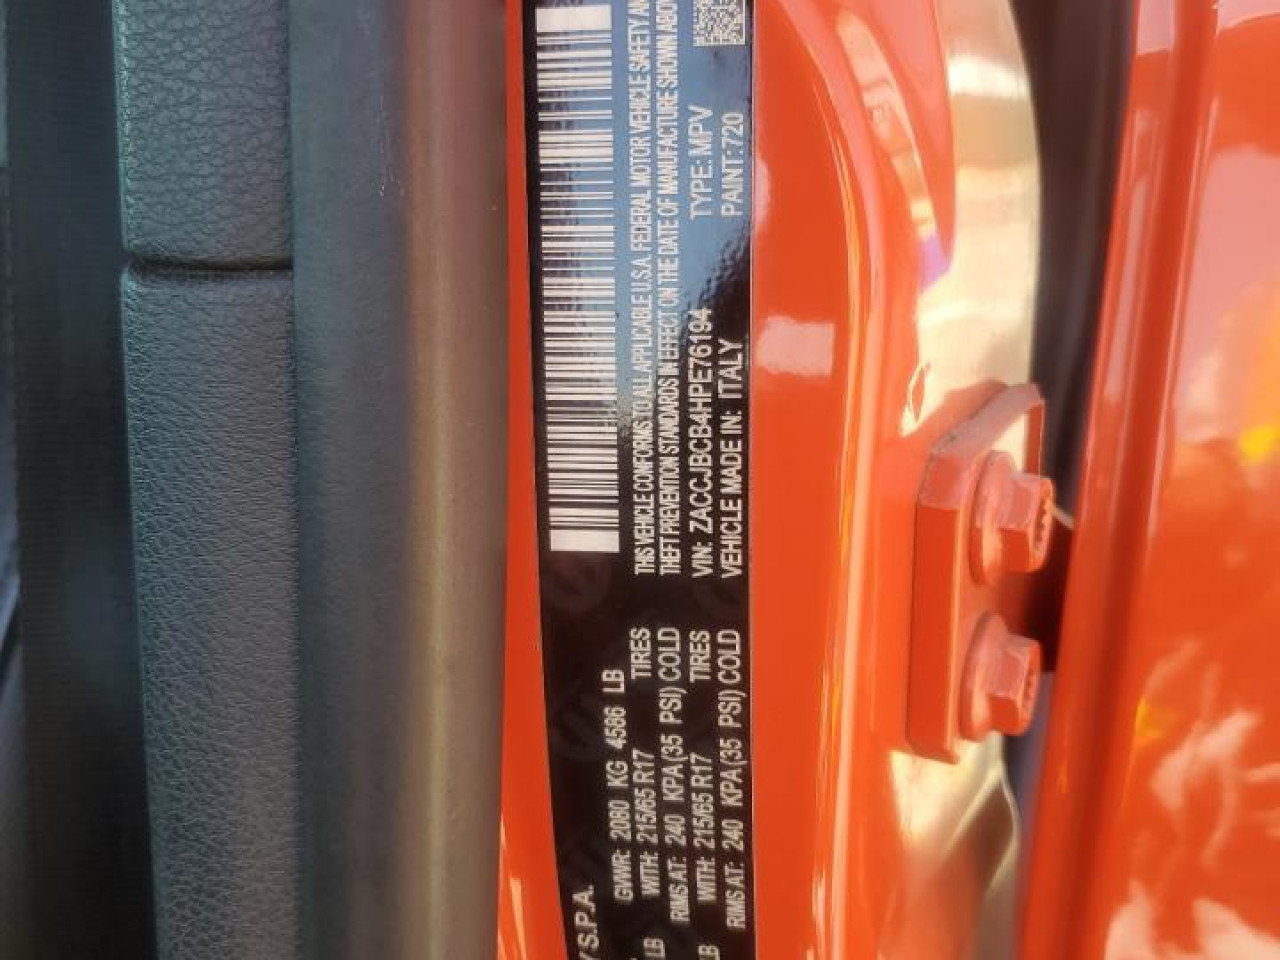 Y S.P.A.
GVWR: 2080 KG 4586 LB
LB WITH: 215/65 R17 TIRES
RIMS AT: 240 KPA (35 PSI) COLD
LB WITH: 215/65 R17 TIRES
RIMS AT: 240 KPA (35 PSI) COLD
THIS VEHICLE CONFORMS TO ALL APPLICABLE U.S.A. FEDERAL MOTOR VEHICLE SAFETY AN
THEFT PREVENTION STANDARDS IN EFFECT ON THE DATE OF MANUFACTURE SHOWN ABOV
VIN: ZACCJBCB4HPE76194 TYPE: MPV
VEHICLE MADE IN: ITALY PAINT: 720